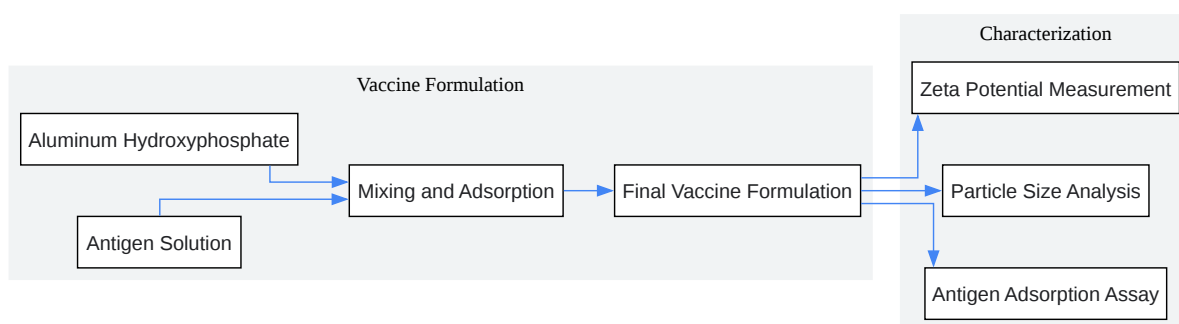 Characterization
Vaccine Formulation
Zeta Potential Measurement
Aluminum Hydroxyphosphate
Mixing and Adsorption
Final Vaccine Formulation
Particle Size Analysis
Antigen Solution
Antigen Adsorption Assay